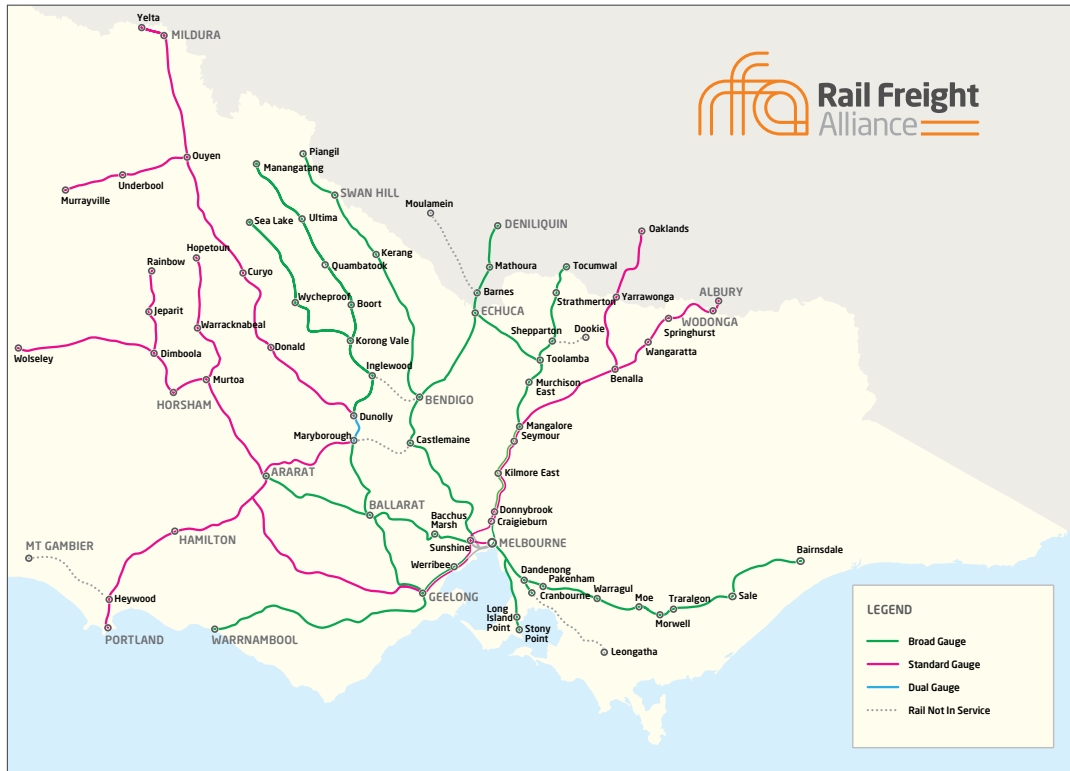 Yelta
MILDURA
Rail Freight
Alliance
Ouyen
Piangil
Manangatang
Underbool
Murrayville
SWAN HILL
Moulamein
Sea Lake
Ultima
DENILIQUIN
Oaklands
Hopetoun
Rainbow
Kerang
Quambatook
Curyo
Mathoura
Tocumwal
Barnes
Strathmerton
Yarrawonga
ALBURY
Wycheproof
Boort
ECHUCA
WODONGA
Jeparit
Warracknabeal
Springhurst
Shepparton
Dookie
Korong Vale
Donald
Wangaratta
Wolseley
Dimboola
Toolamba
Inglewood
Benalla
Murtoa
Murchison
East
HORSHAM
BENDIGO
Dunolly
Mangalore
Maryborough
Seymour
Castlemaine
ARARAT
Kilmore East
BALLARAT
Donnybrook
Bacchus
Marsh
Craigieburn
HAMILTON
MT GAMBIER
Sunshine
MELBOURNE
Bairnsdale
Werribee
Dandenong
Pakenham
Cranbourne
Warragul
Moe
Traralgon
Sale
GEELONG
Heywood
Morwell
Long
Island
Point
Stony
Point
PORTLAND
WARRNAMBOOL
Leongatha
LEGEND
Broad Gauge
Standard Gauge
Dual Gauge
Rail Not In Service